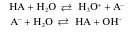 HA + H₂O ⇌ H₃O⁺ + A⁻
A⁻ + H₂O ⇌ HA + OH⁻